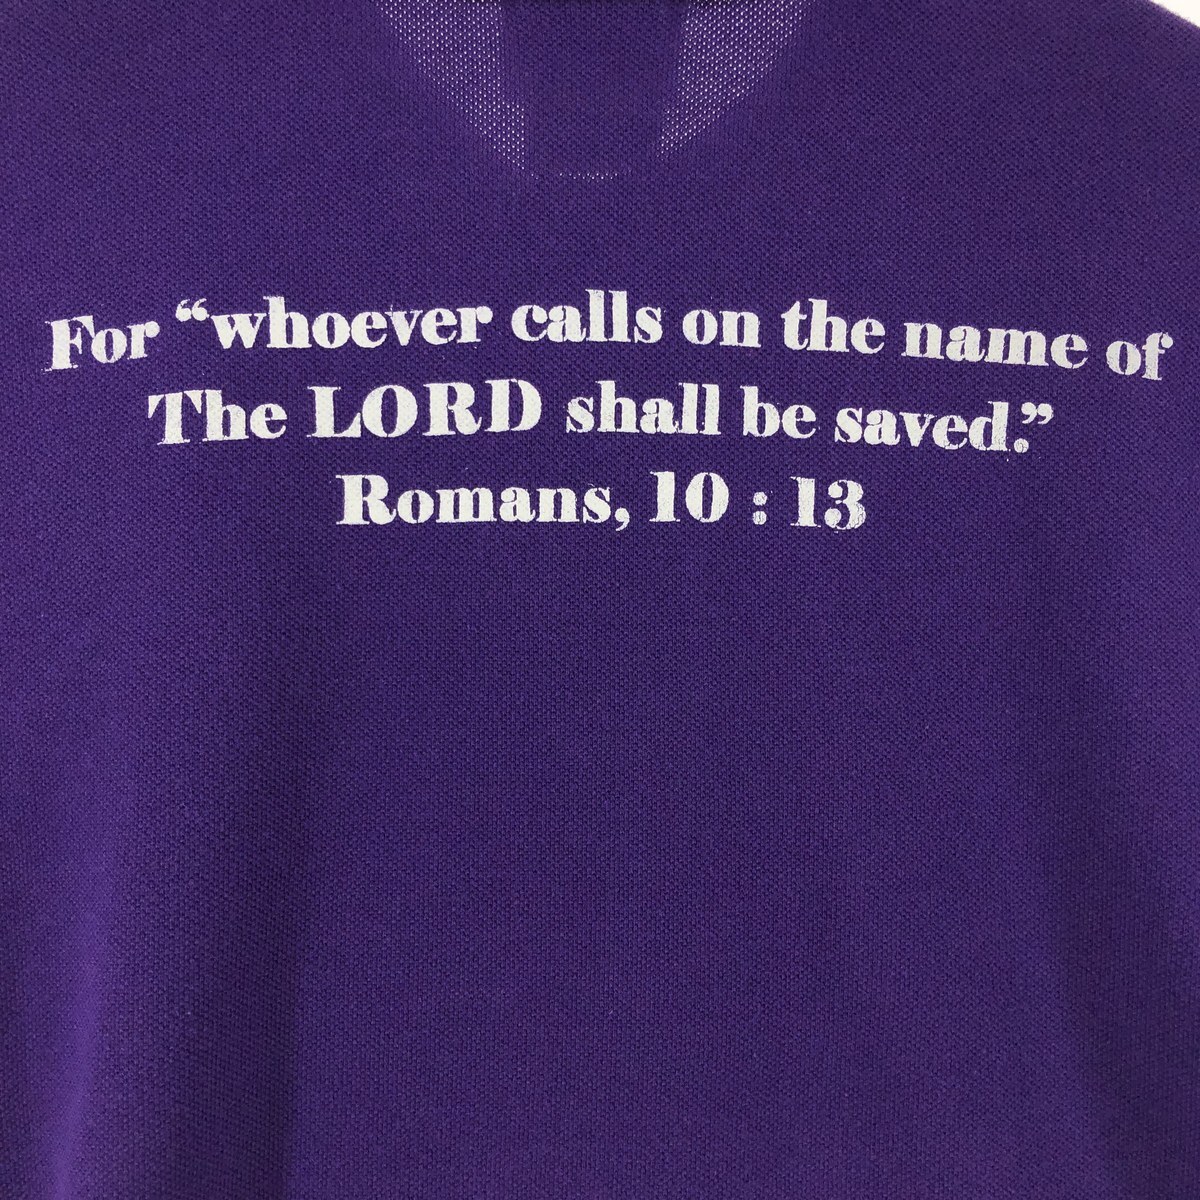 For “whoever calls on the name of
The LORD shall be saved.”
Romans, 10 : 13